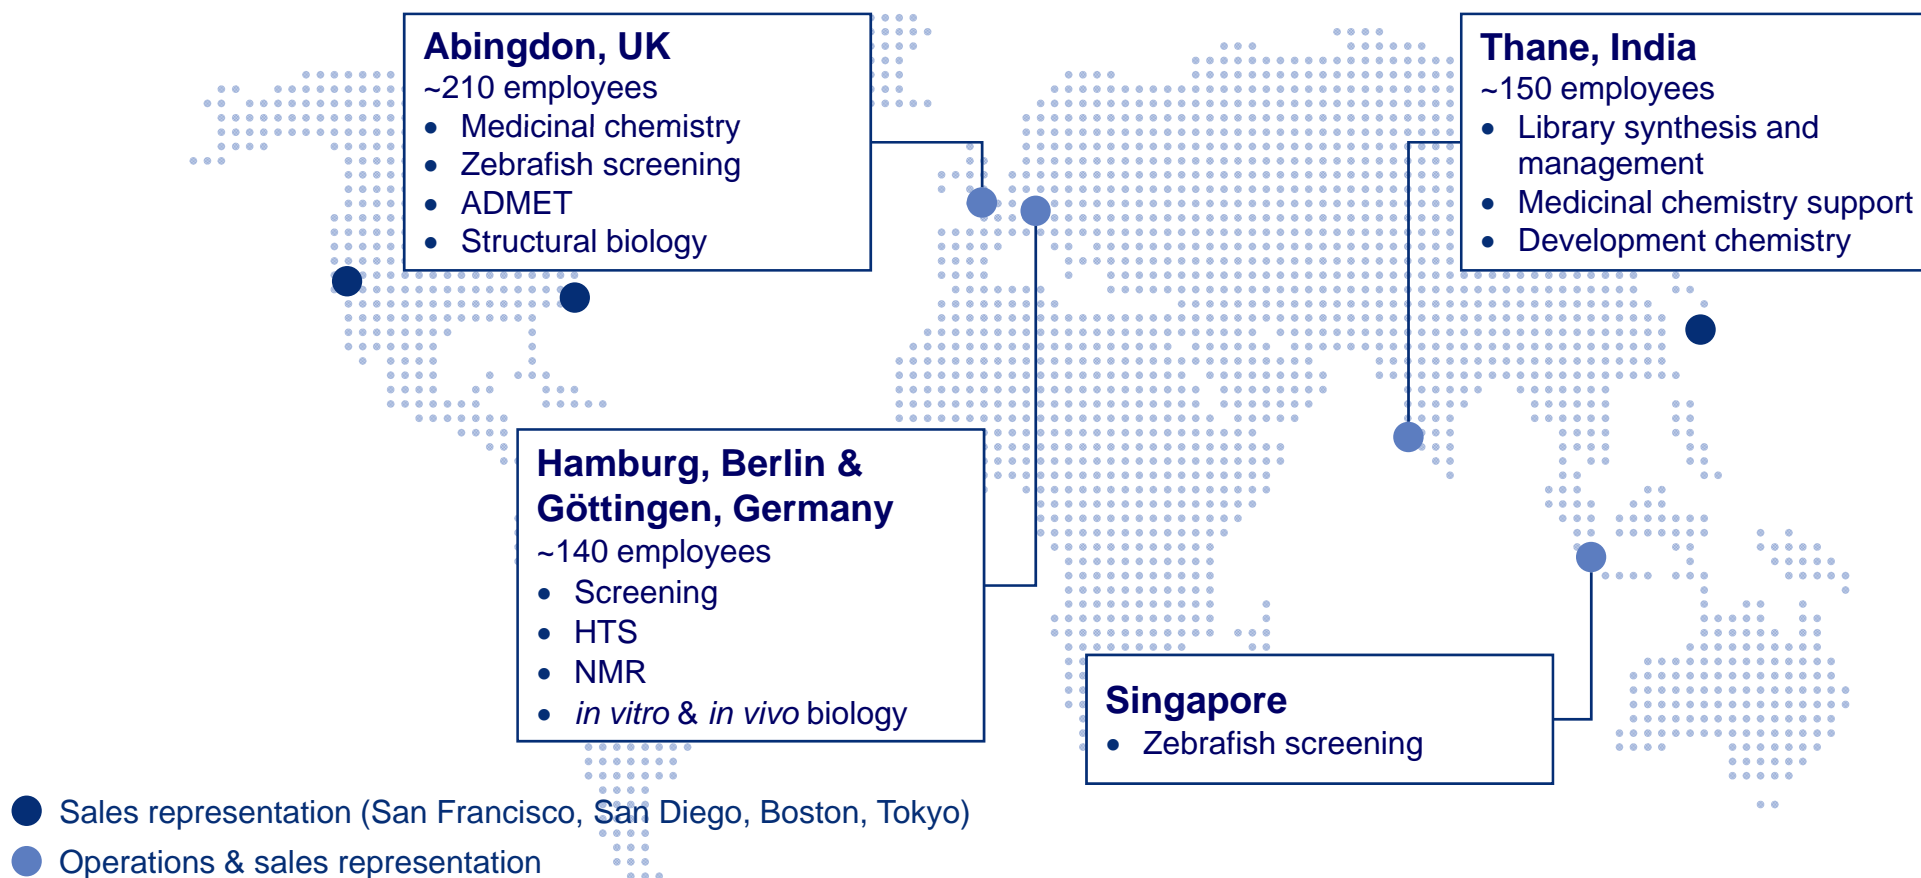 Abingdon, UK
~210 employees
• Medicinal chemistry
• Zebrafish screening
• ADMET
• Structural biology
Thane, India
~150 employees
• Library synthesis and
management
• Medicinal chemistry support
• Development chemistry
Hamburg, Berlin &
Göttingen, Germany
~140 employees
• Screening
• HTS
• NMR
• in vitro & in vivo biology
Singapore
• Zebrafish screening
Sales representation (San Francisco, San Diego, Boston, Tokyo)
Operations & sales representation